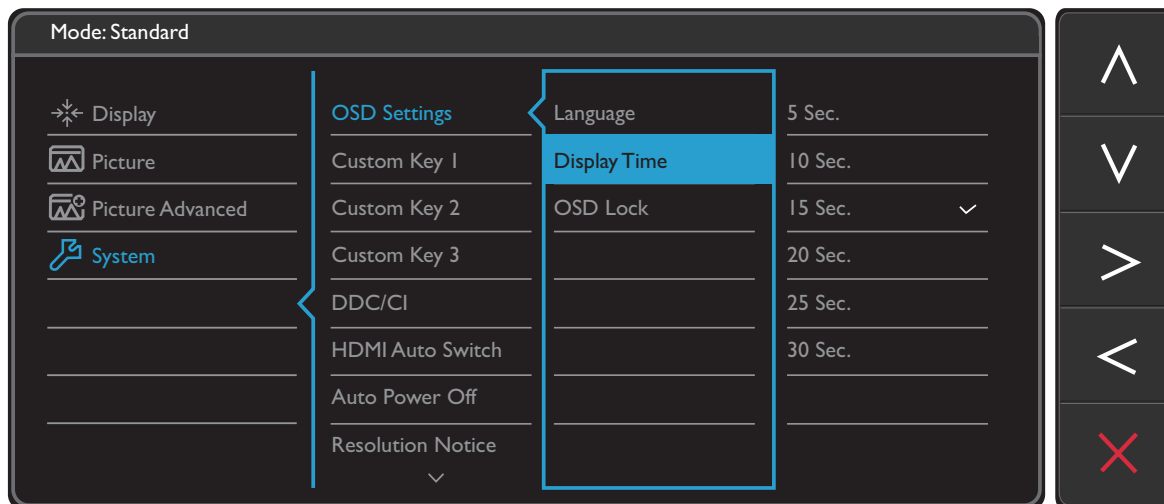 Mode: Standard
Display
Picture
Picture Advanced
System
OSD Settings
Custom Key 1
Custom Key 2
Custom Key 3
DDC/CI
HDMI Auto Switch
Auto Power Off
Resolution Notice
Language
Display Time
OSD Lock
5 Sec.
10 Sec.
15 Sec.
20 Sec.
25 Sec.
30 Sec.